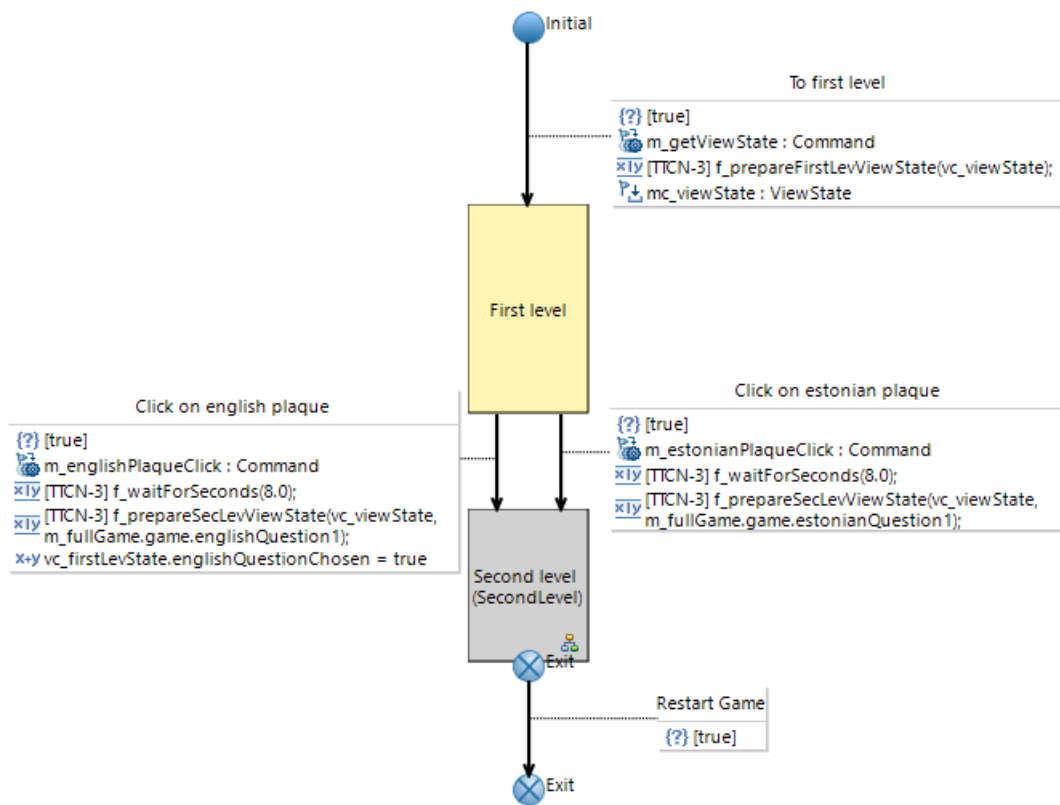 Initial
To first level
{?} [true]
m_getViewState : Command
x|y [TTCN-3] f_prepareFirstLevViewState(vc_viewState);
mc_viewState : ViewState
First level
Click on english plaque
{?} [true]
m_englishPlaqueClick : Command
x|y [TTCN-3] f_waitForSeconds(8.0);
x|y [TTCN-3] f_prepareSecLevViewState(vc_viewState,
m_fullGame.game.englishQuestion1);
x+y vc_firstLevState.englishQuestionChosen = true
Click on estonian plaque
{?} [true]
m_estonianPlaqueClick : Command
x|y [TTCN-3] f_waitForSeconds(8.0);
x|y [TTCN-3] f_prepareSecLevViewState(vc_viewState,
m_fullGame.game.estonianQuestion1);
Second level
(SecondLevel)
Exit
Restart Game
{?} [true]
Exit